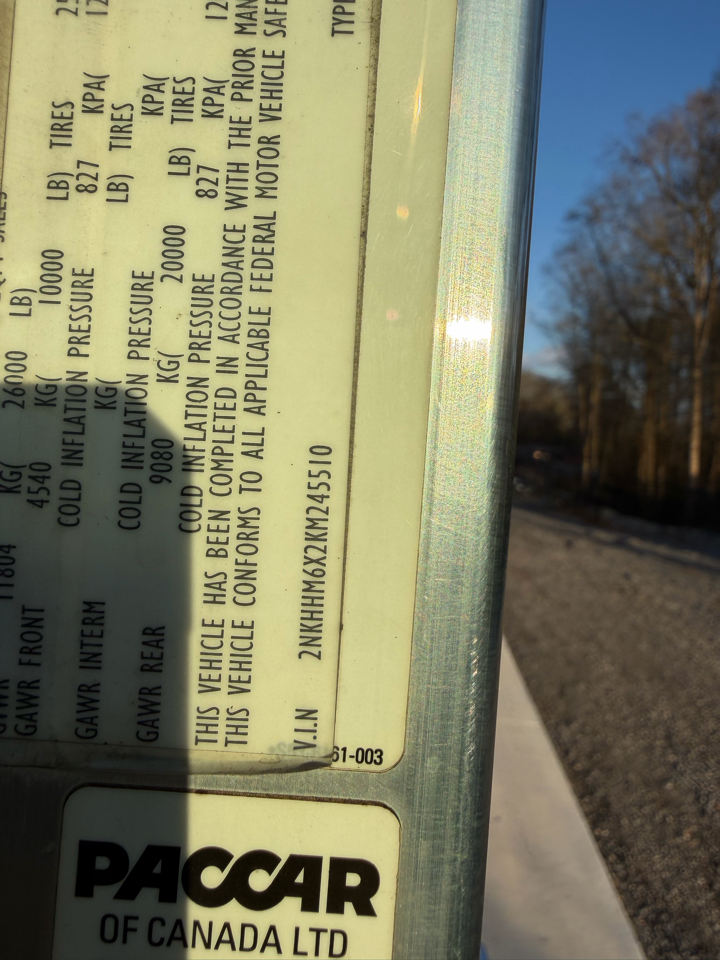 11804 KG( 26000 LB)
GAWR FRONT 4540 KG( 10000 LB) TIRES
COLD INFLATION PRESSURE 827 KPA(
GAWR INTERM KG( LB) TIRES
COLD INFLATION PRESSURE KPA(
GAWR REAR 9080 KG( 20000 LB) TIRES
COLD INFLATION PRESSURE 827 KPA( 12
THIS VEHICLE HAS BEEN COMPLETED IN ACCORDANCE WITH THE PRIOR MAN
THIS VEHICLE CONFORMS TO ALL APPLICABLE FEDERAL MOTOR VEHICLE SAFE
V.I.N 2NKHHM6X2KM245510 TYPE
61-003
PACCAR
OF CANADA LTD